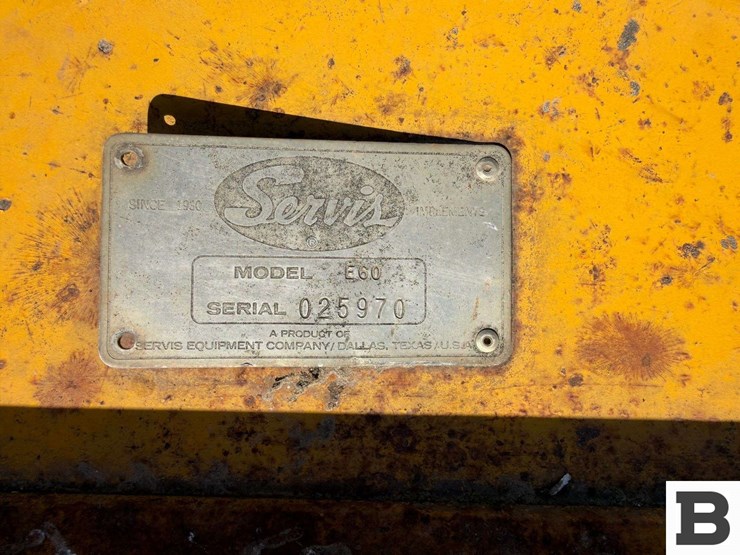 Servis
SINCE 1930 IMPLEMENTS
MODEL E60
SERIAL 025970
A PRODUCT OF
SERVIS EQUIPMENT COMPANY/DALLAS, TEXAS/U.S.A.
B